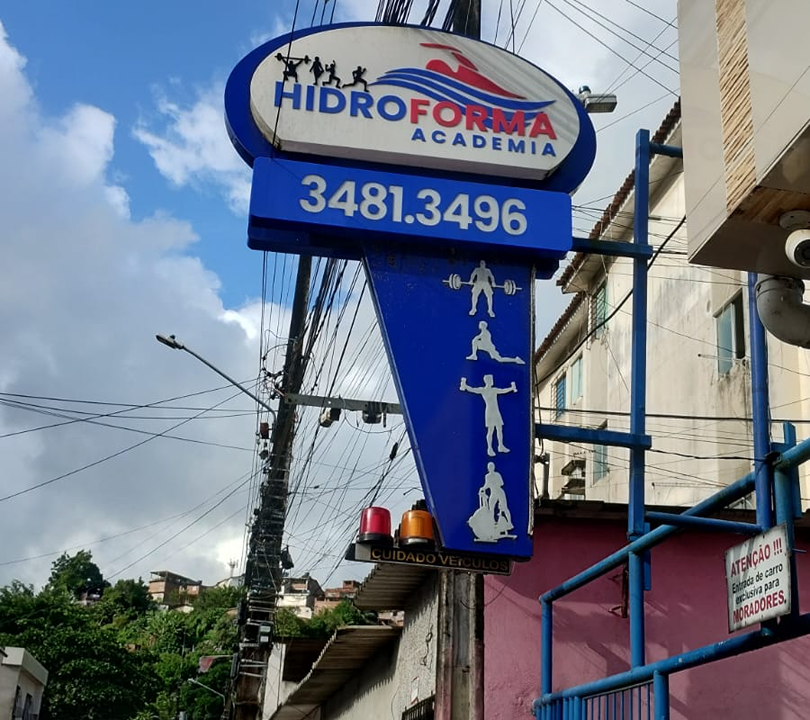 HIDROFORMA
ACADEMIA
3481.3496
CUIDADO VEÍCULOS
ATENÇÃO !!!
Entrada de carro
exclusiva para
MORADORES.